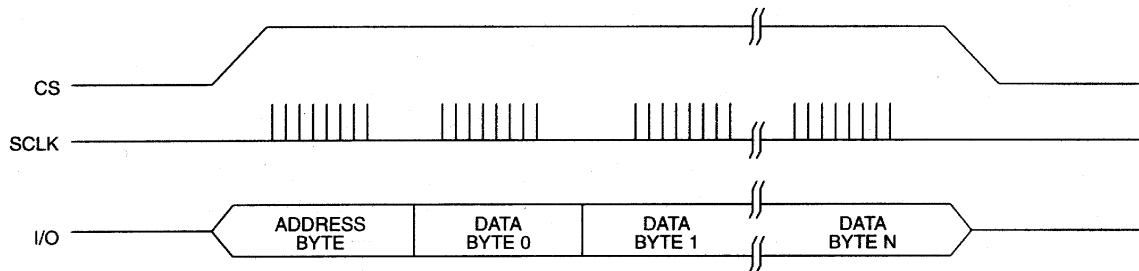 CS
SCLK
I/O
ADDRESS
BYTE
DATA
BYTE 0
DATA
BYTE 1
DATA
BYTE N